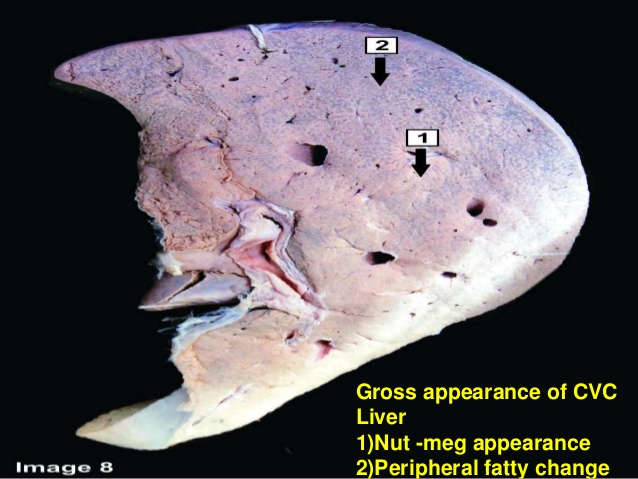 2
1
Gross appearance of CVC
Liver
1)Nut -meg appearance
2)Peripheral fatty change
Image 8